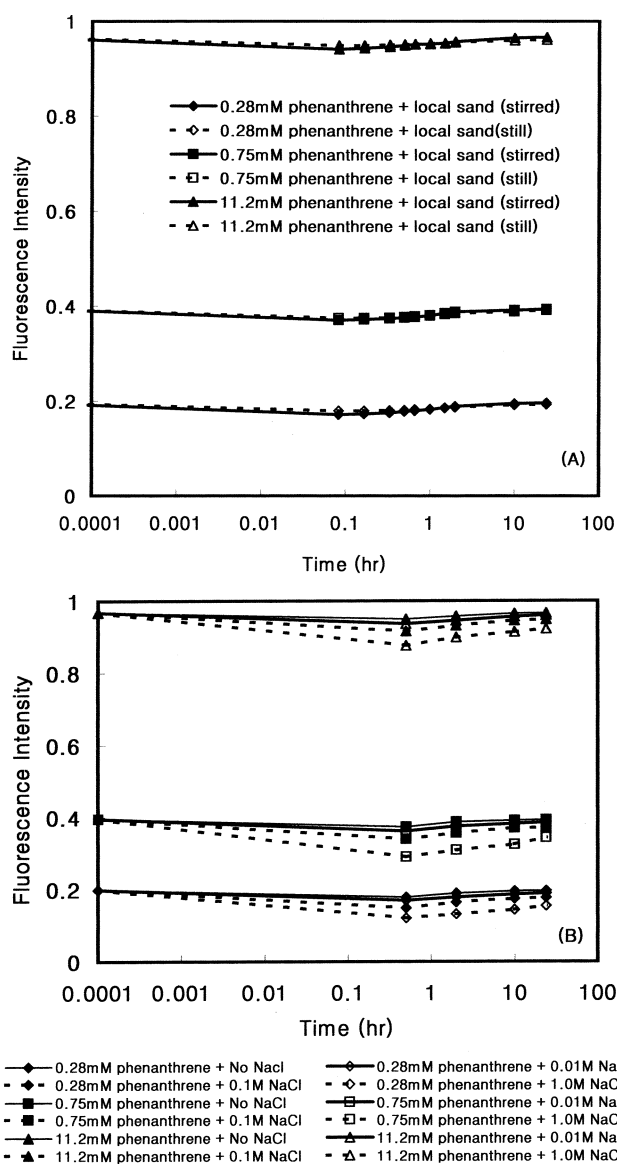 1
0.8
0.6
0.4
0.2
0
Fluorescence Intensity
0.28mM phenanthrene + local sand (stirred)
0.28mM phenanthrene + local sand(still)
0.75mM phenanthrene + local sand (stirred)
0.75mM phenanthrene + local sand (still)
11.2mM phenanthrene + local sand (stirred)
11.2mM phenanthrene + local sand (still)
(A)
0.0001 0.001 0.01 0.1 1 10 100
Time (hr)
1
0.8
0.6
0.4
0.2
0
Fluorescence Intensity
(B)
0.0001 0.001 0.01 0.1 1 10 100
Time (hr)
0.28mM phenanthrene + No Nacl
0.28mM phenanthrene + 0.1M NaCl
0.75mM phenanthrene + No NaCl
0.75mM phenanthrene + 0.1M NaCl
11.2mM phenanthrene + No NaCl
11.2mM phenanthrene + 0.1M NaCl
0.28mM phenanthrene + 0.01M Na
0.28mM phenanthrene + 1.0M NaC
0.75mM phenanthrene + 0.01M Na
0.75mM phenanthrene + 1.0M NaC
11.2mM phenanthrene + 0.01M Na
11.2mM phenanthrene + 1.0M NaC